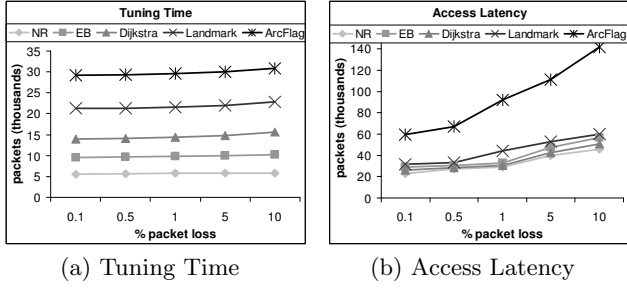 Tuning Time
NR EB Dijkstra Landmark ArcFlag
packets (thousands)
35
30
25
20
15
10
5
0
0.1 0.5 1 5 10
% packet loss
(a) Tuning Time
Access Latency
NR EB Dijkstra Landmark ArcFlag
packets (thousands)
140
120
100
80
60
40
20
0
0.1 0.5 1 5 10
% packet loss
(b) Access Latency